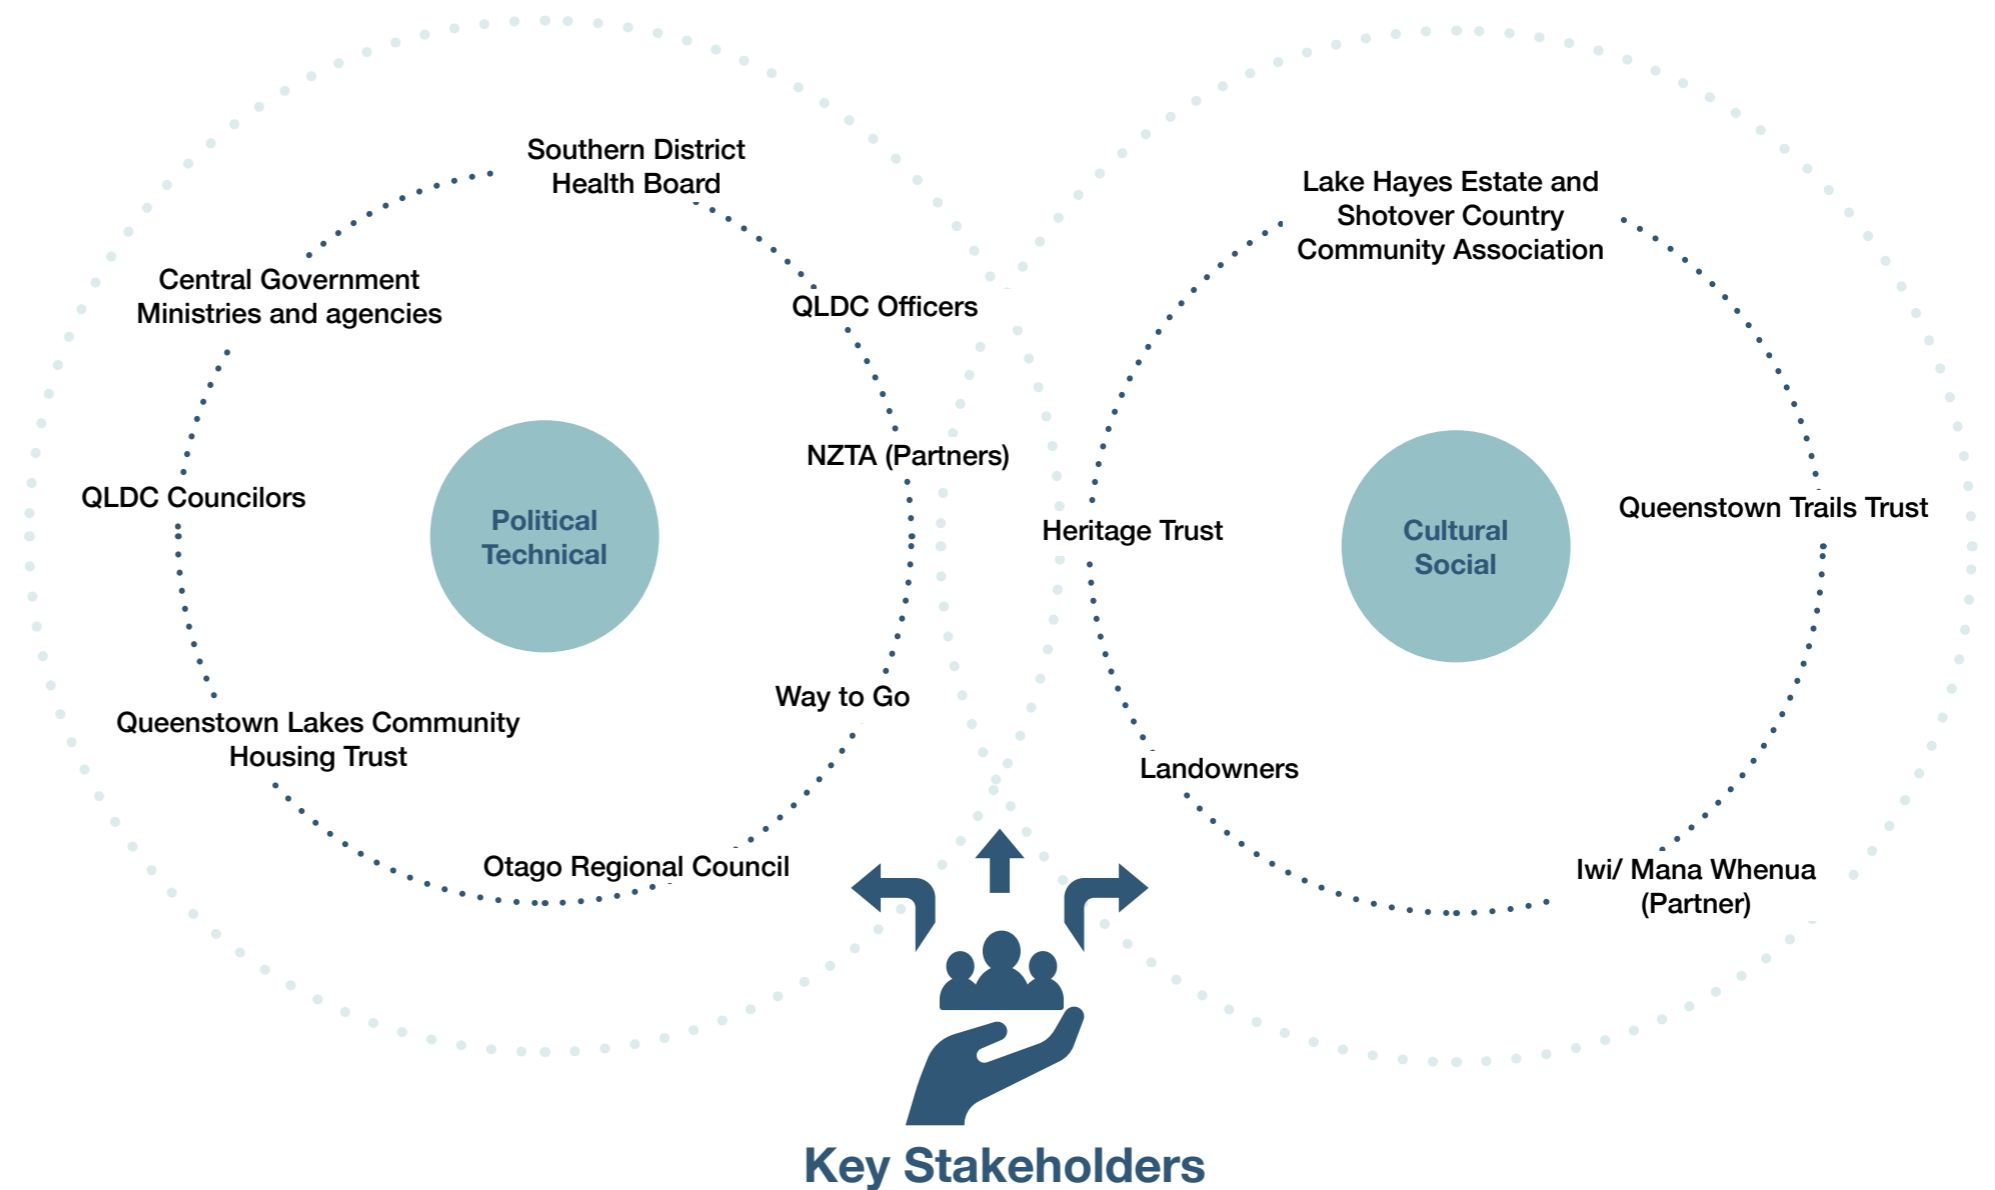 Southern District
Health Board
Central Government
Ministries and agencies
QLDC Officers
NZTA (Partners)
QLDC Councilors
Political
Technical
Way to Go
Queenstown Lakes Community
Housing Trust
Otago Regional Council
Lake Hayes Estate and
Shotover Country
Community Association
Queenstown Trails Trust
Heritage Trust
Cultural
Social
Landowners
Iwi/ Mana Whenua
(Partner)
Key Stakeholders